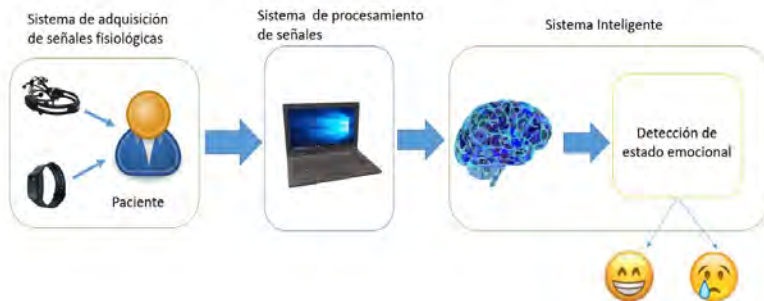 Sistema de adquisición
de señales fisiológicas
Paciente
Sistema de procesamiento
de señales
Sistema Inteligente
Detección de
estado emocional